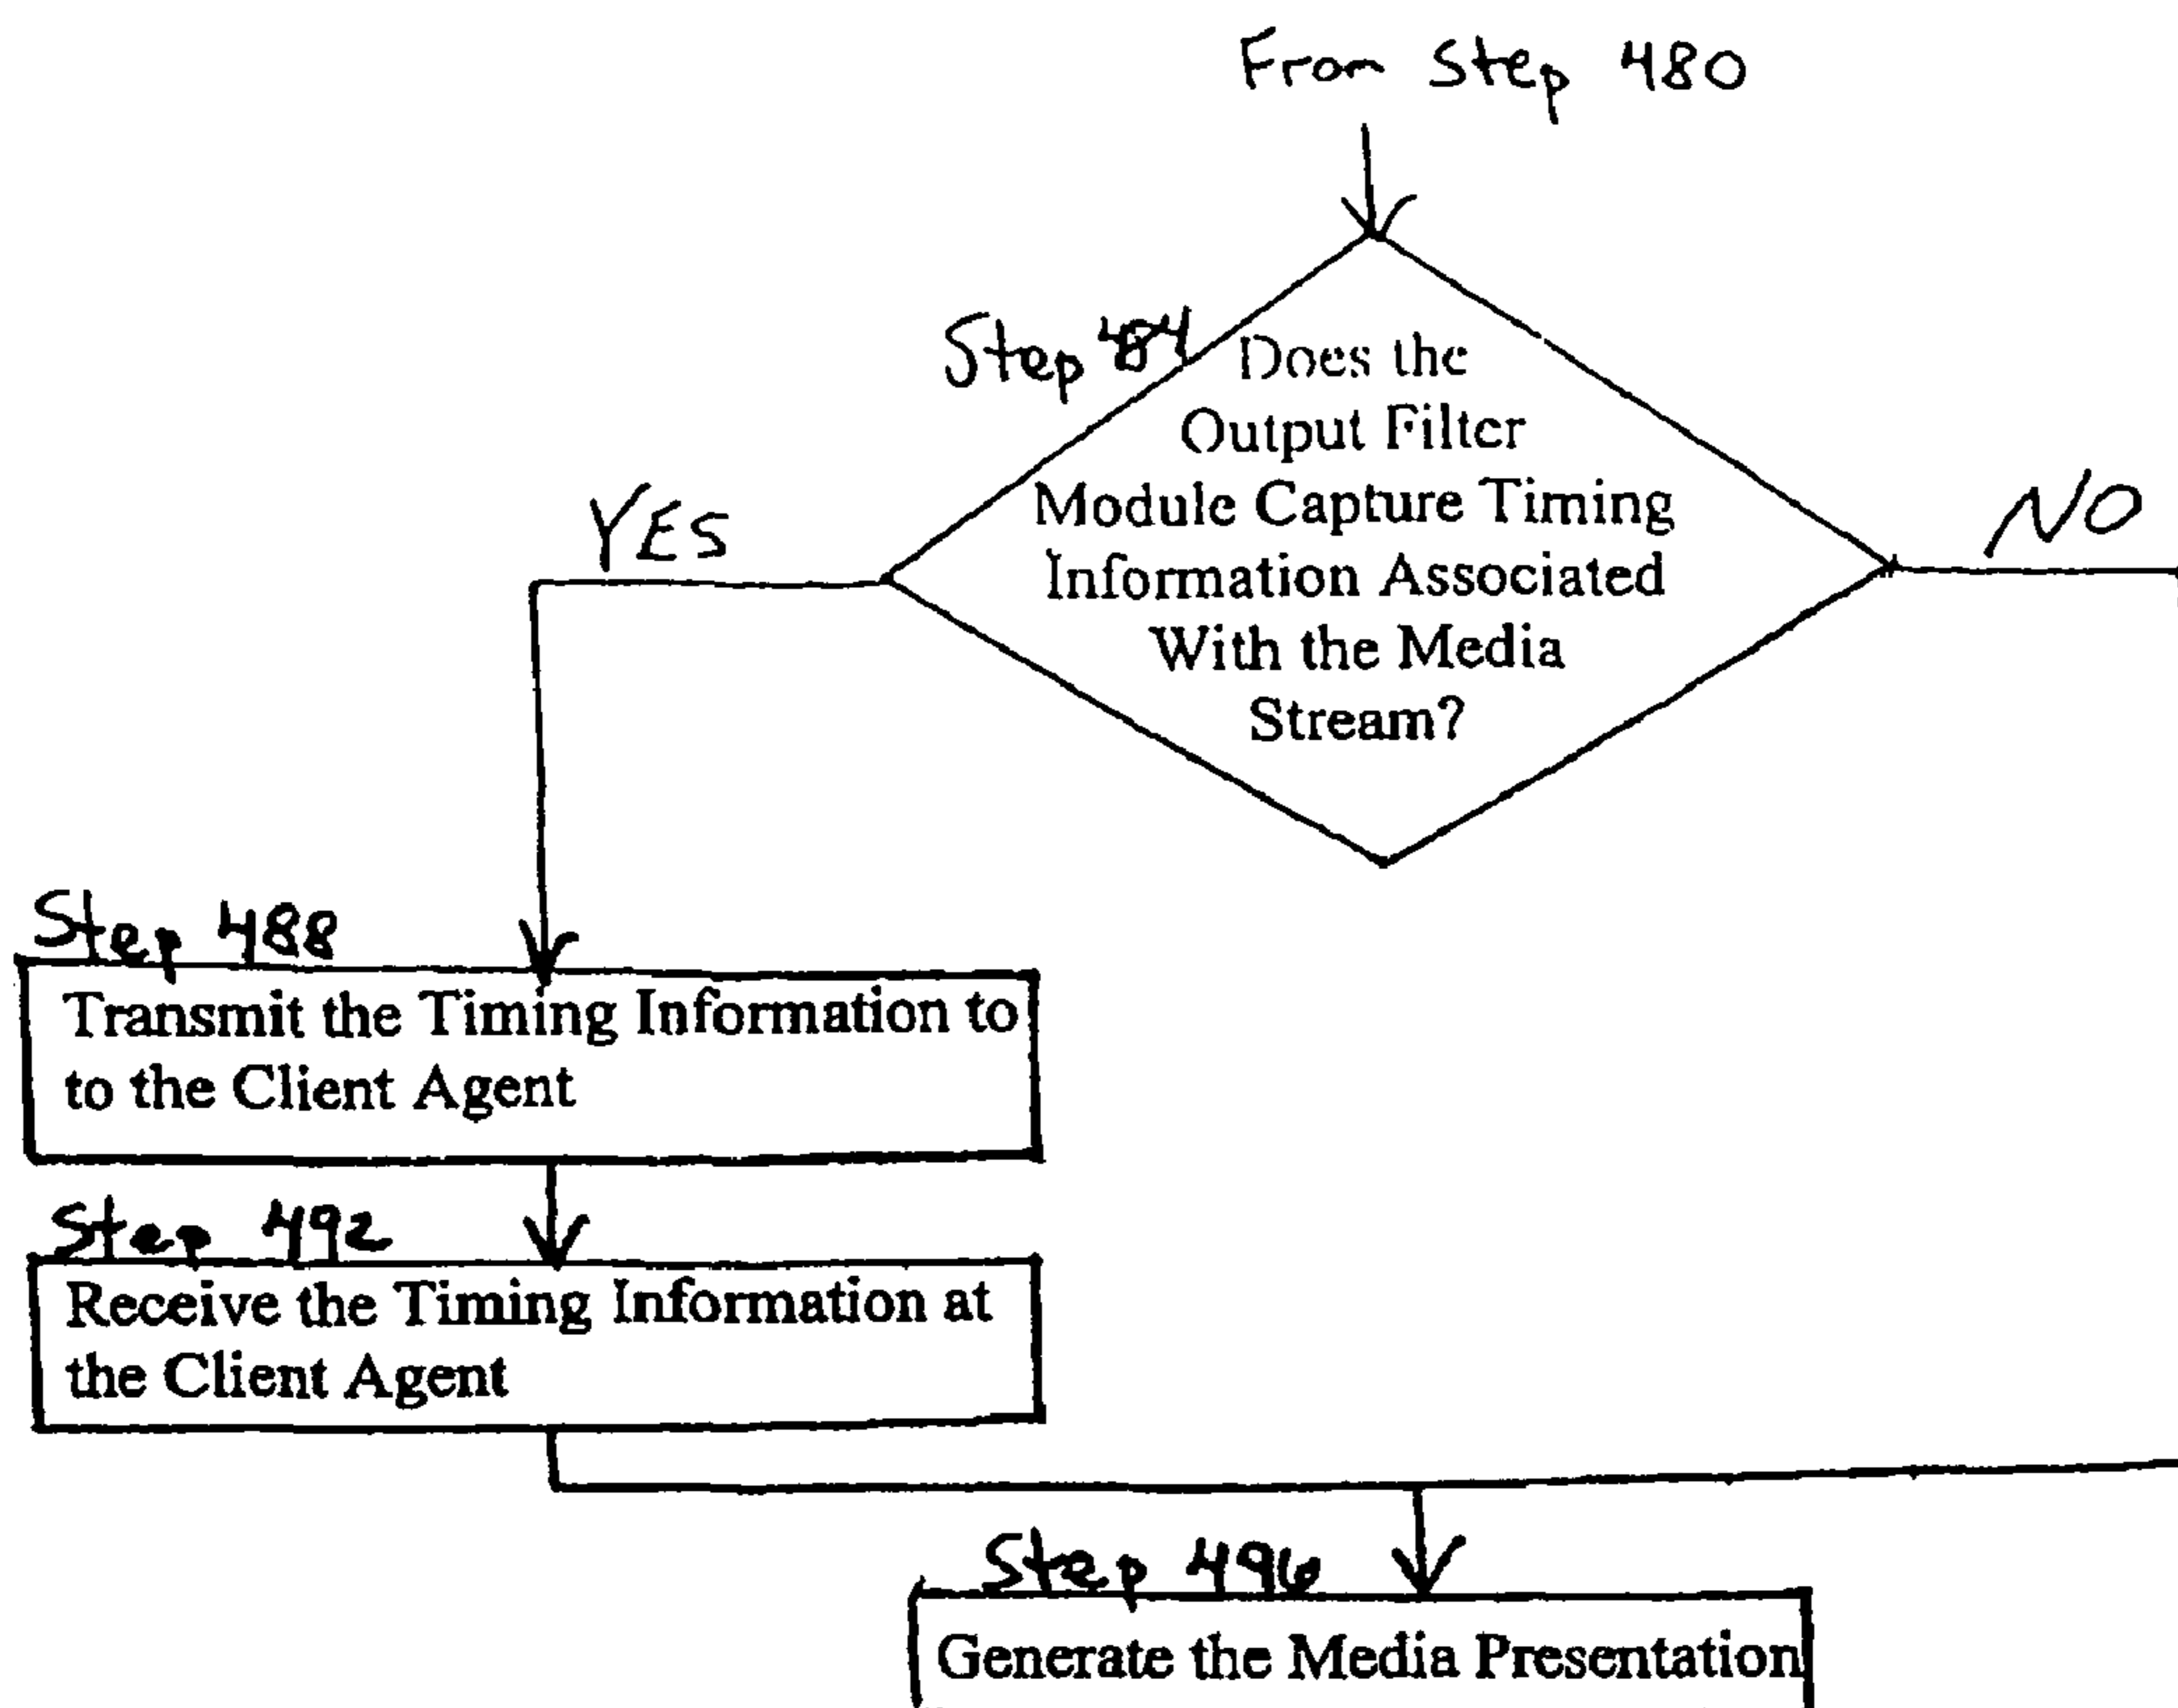 From Step 480
Step 484
Does the
Output Filter
Module Capture Timing
Information Associated
With the Media
Stream?
YES
NO
Step 488
Transmit the Timing Information to
to the Client Agent
Step 492
Receive the Timing Information at
the Client Agent
Step 496
Generate the Media Presentation